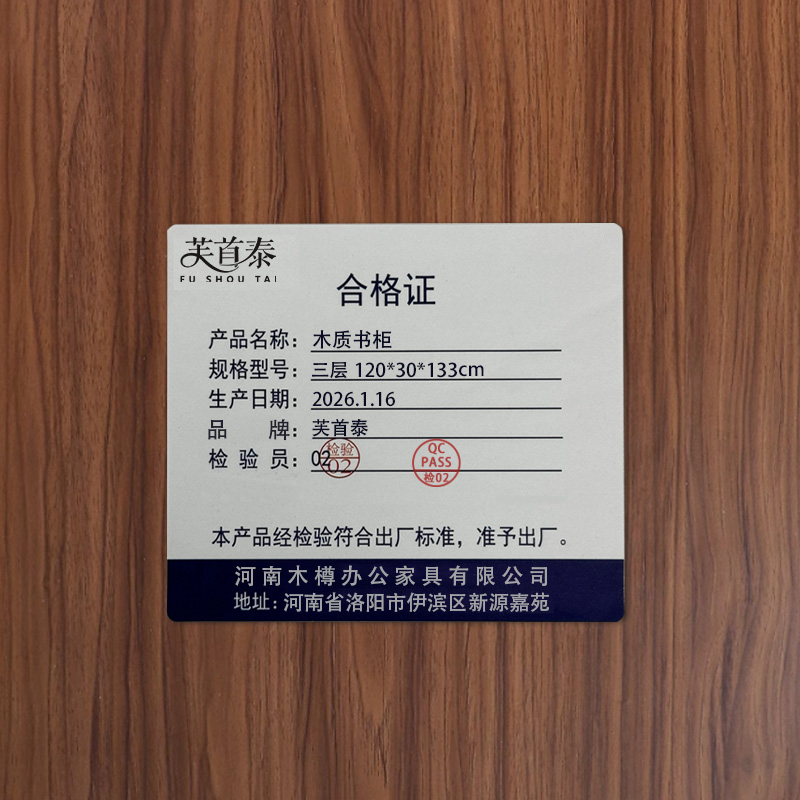 芙首泰
FU SHOU TAI
合格证
产品名称：木质书柜
规格型号：三层 120*30*133cm
生产日期：2026.1.16
品 牌：芙首泰
检 验 员：02
检验
02
QC
PASS
检02
本产品经检验符合出厂标准，准予出厂。
河南木樽办公家具有限公司
地址：河南省洛阳市伊滨区新源嘉苑